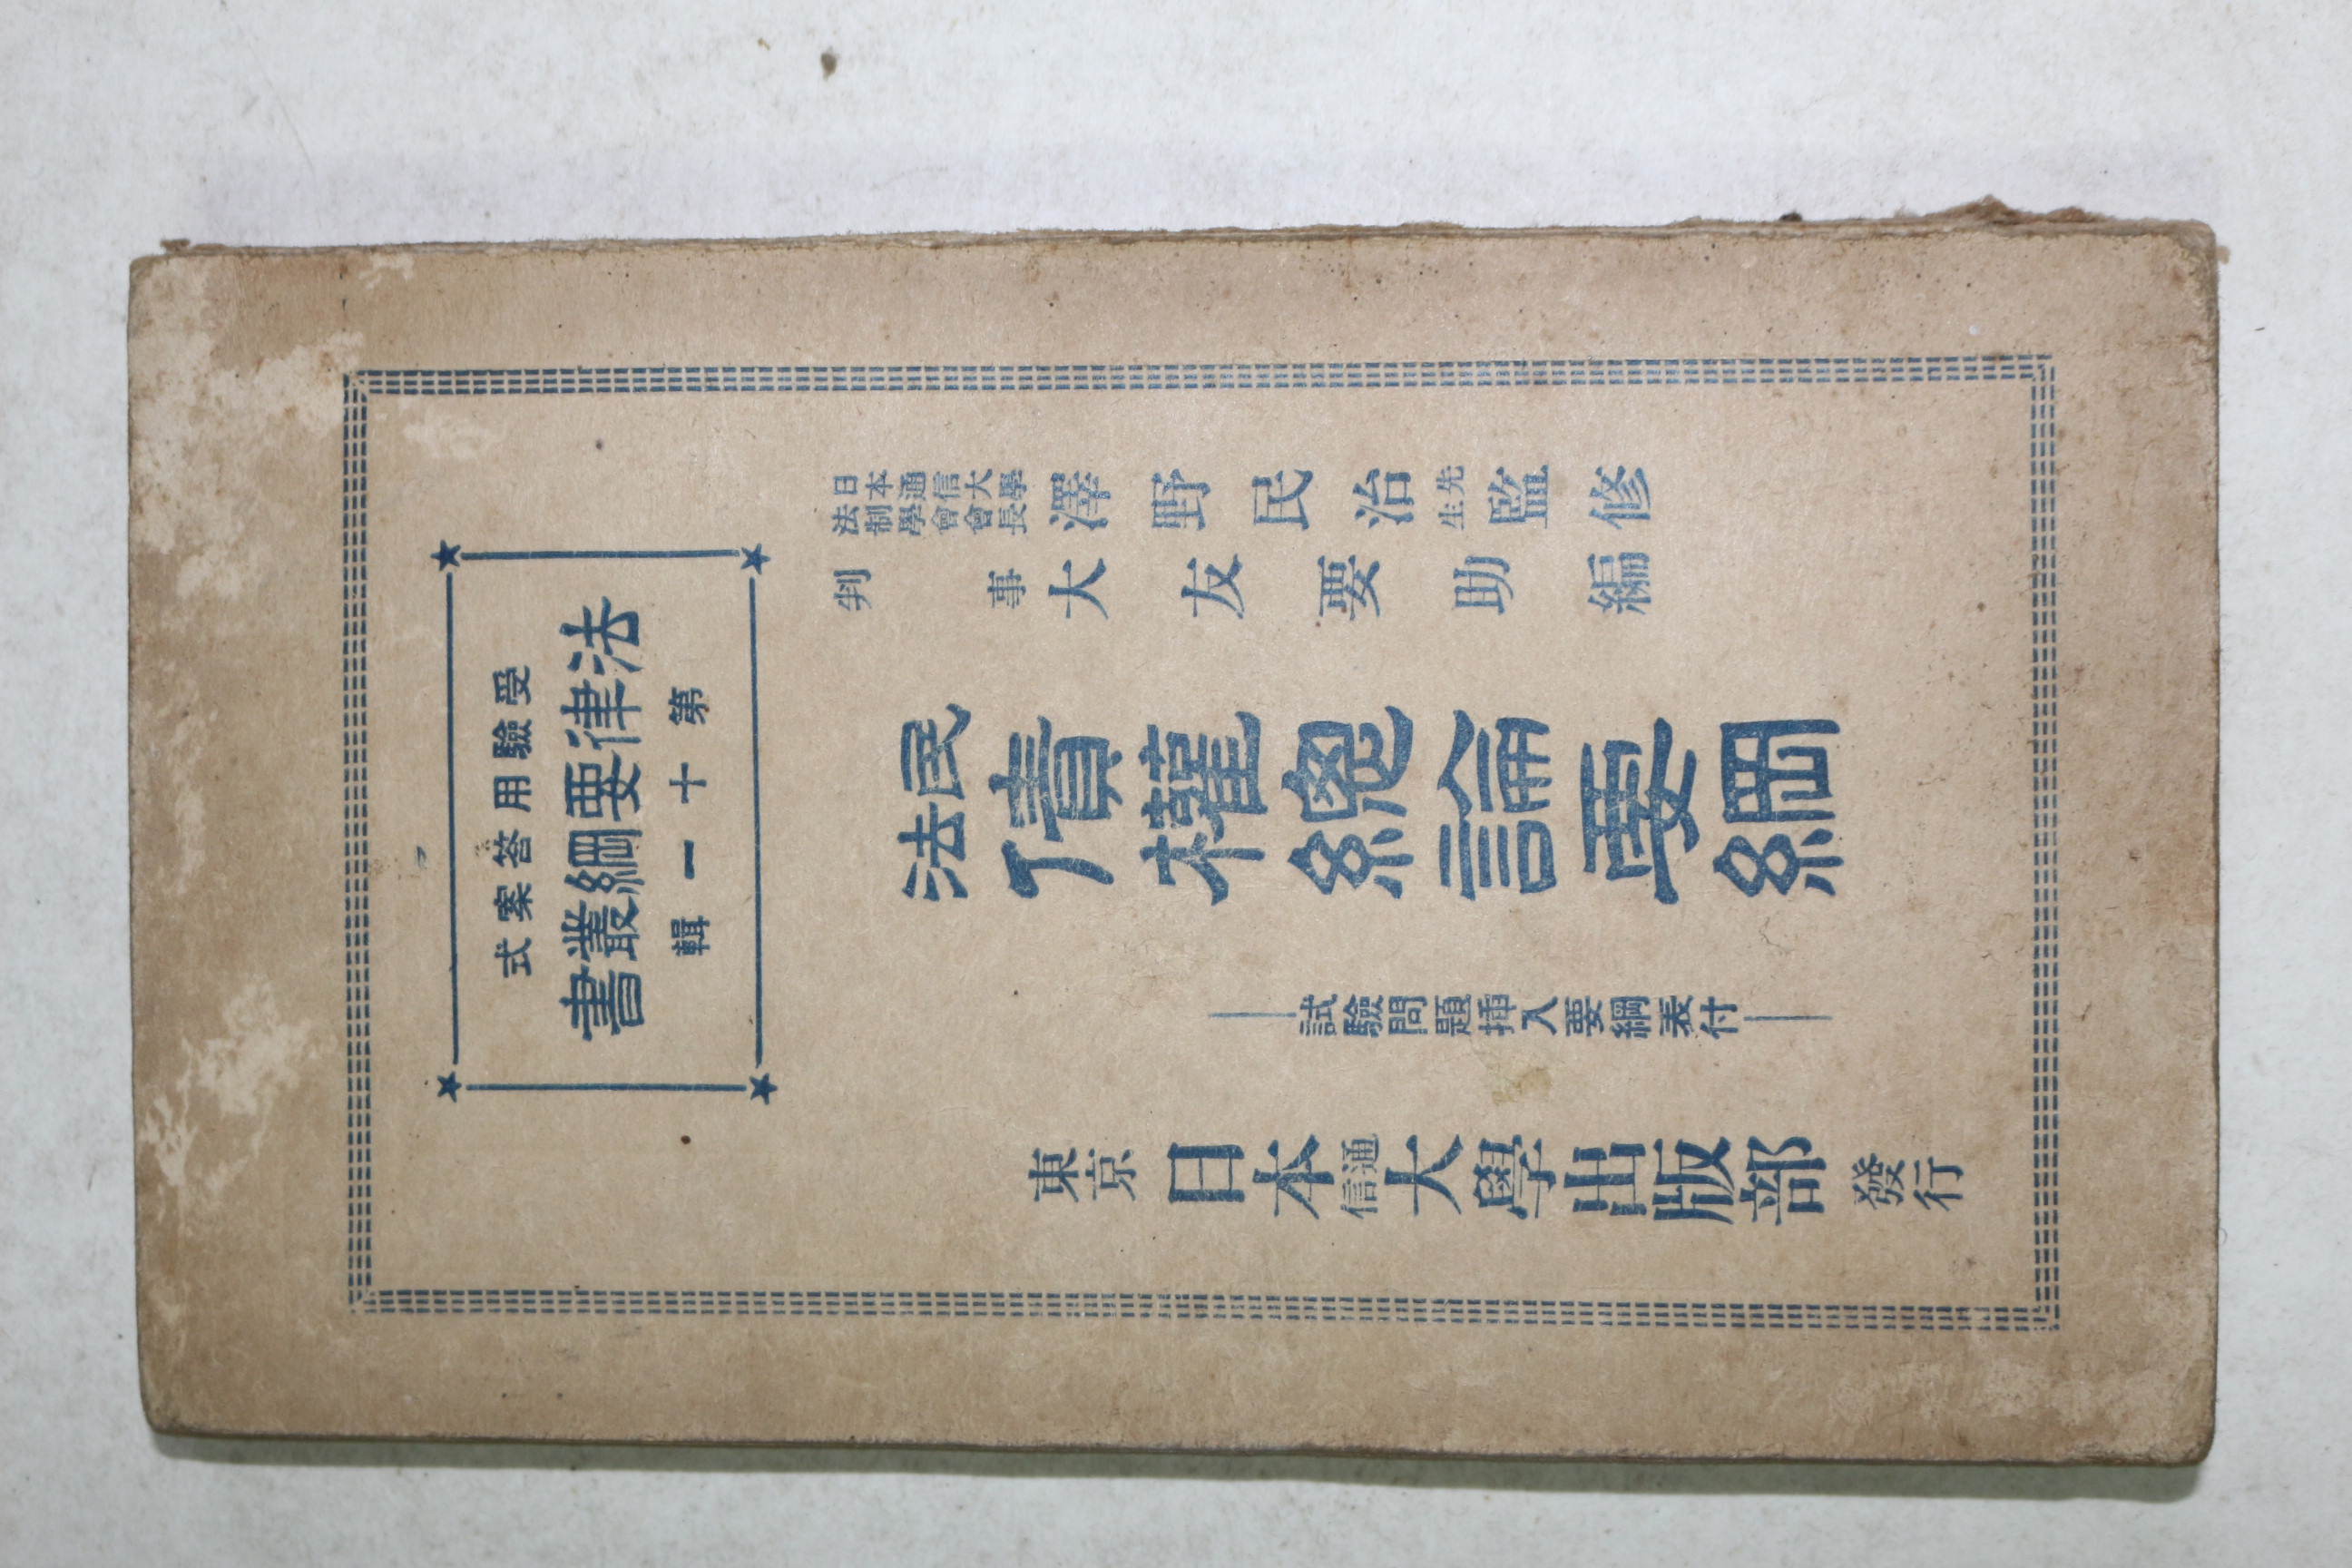 受驗用答案式
法律要綱叢書
第十一輯
日本通信大學
法制學會會長
澤野民治先生監修
判事 大友要助編
民法債權總論要綱
試驗問題挿入要綱表付
東京 日本通信大學出版部發行